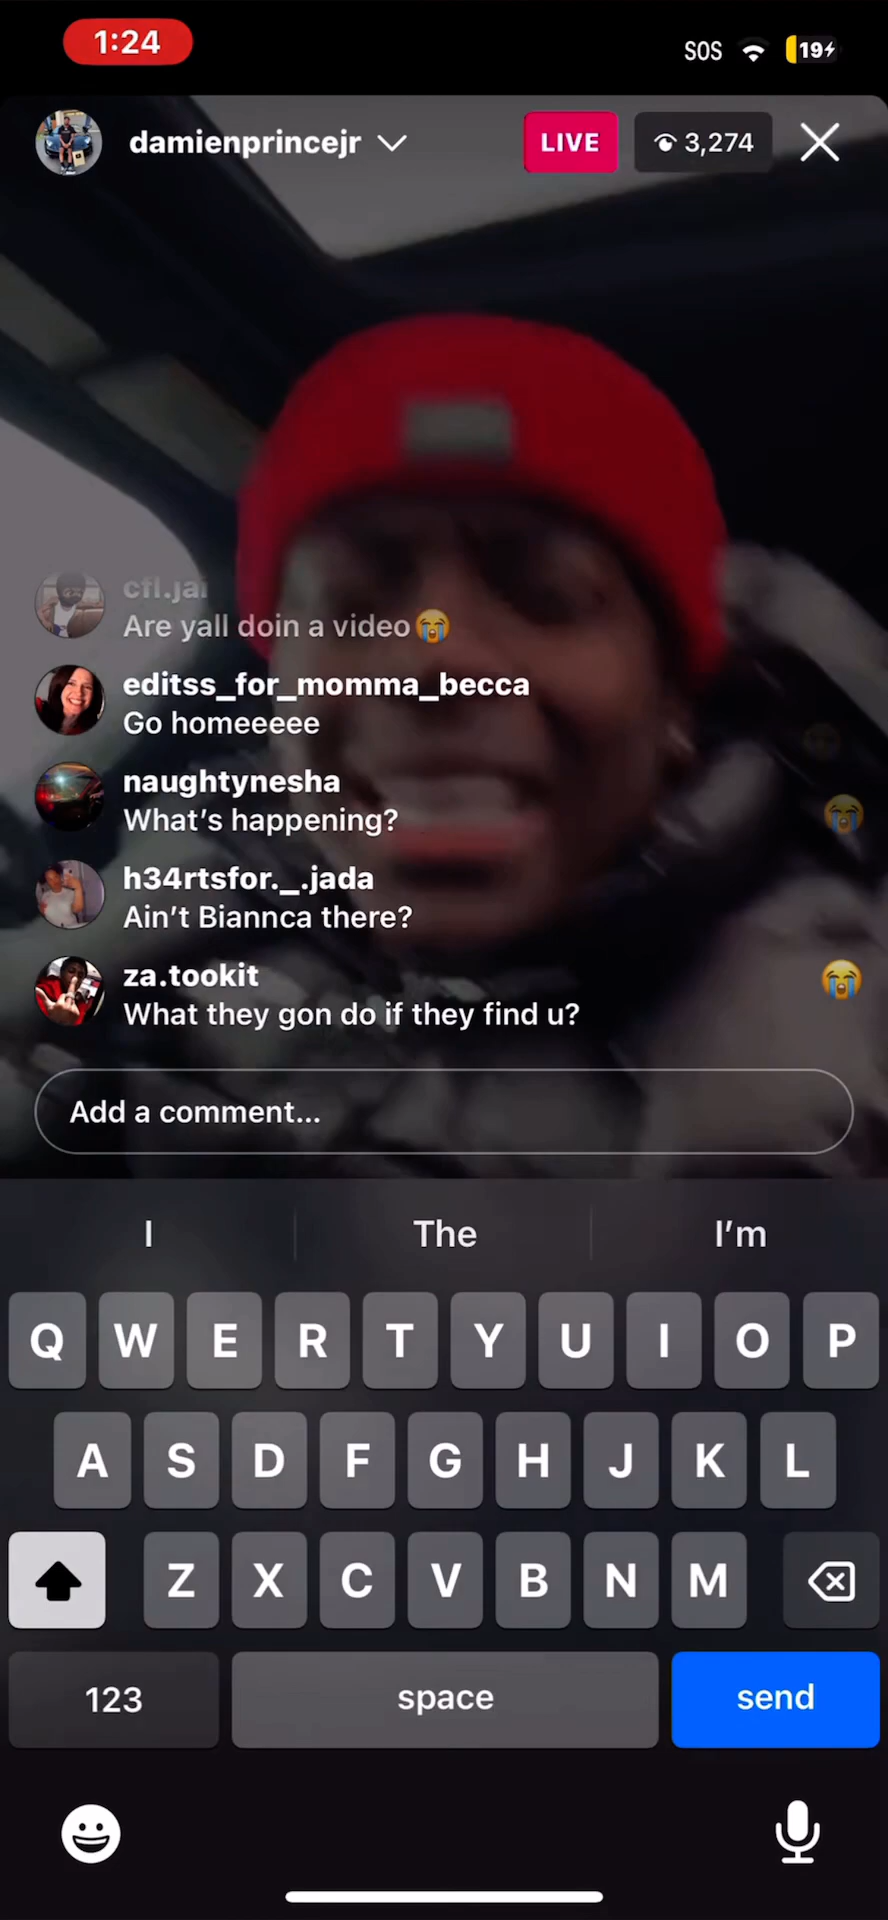 1:24
SOS
19
damienprincejr
LIVE
3,274
cfl.jai
Are yall doin a video😭
editss_for_momma_becca
Go homeeeee
naughtynesha
What's happening?
h34rtsfor._.jada
Ain't Biannca there?
za.tookit
What they gon do if they find u?
Add a comment...
I The I'm
Q W E R T Y U I O P
A S D F G H J K L
Z X C V B N M
123 space send